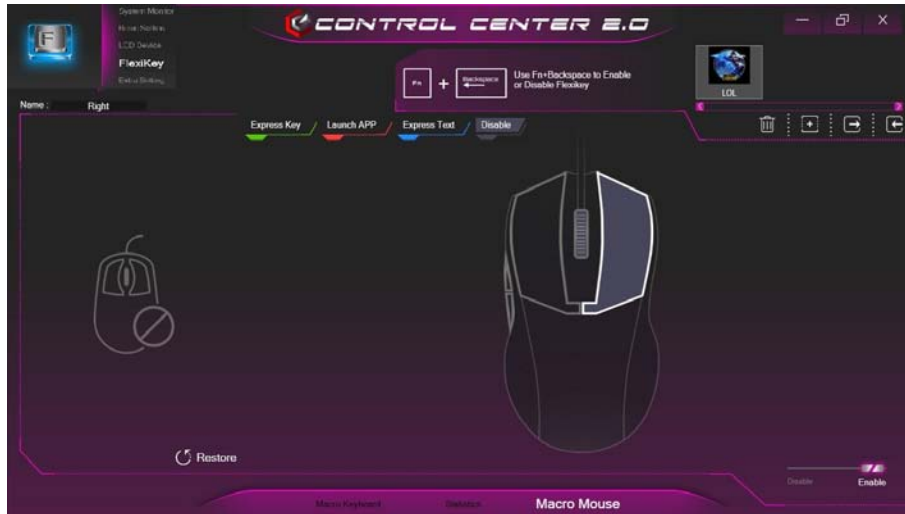 System Monitor
LCD Device
FlexiKey
CONTROL CENTER 2.0
Fn + Backspace
Use Fn+Backspace to Enable
or Disable Flexikey
LOL
Name : Right
Express Key / Launch APP / Express Text / Disable
Restore
Disable Enable
Macro Keyboard Statistics Macro Mouse